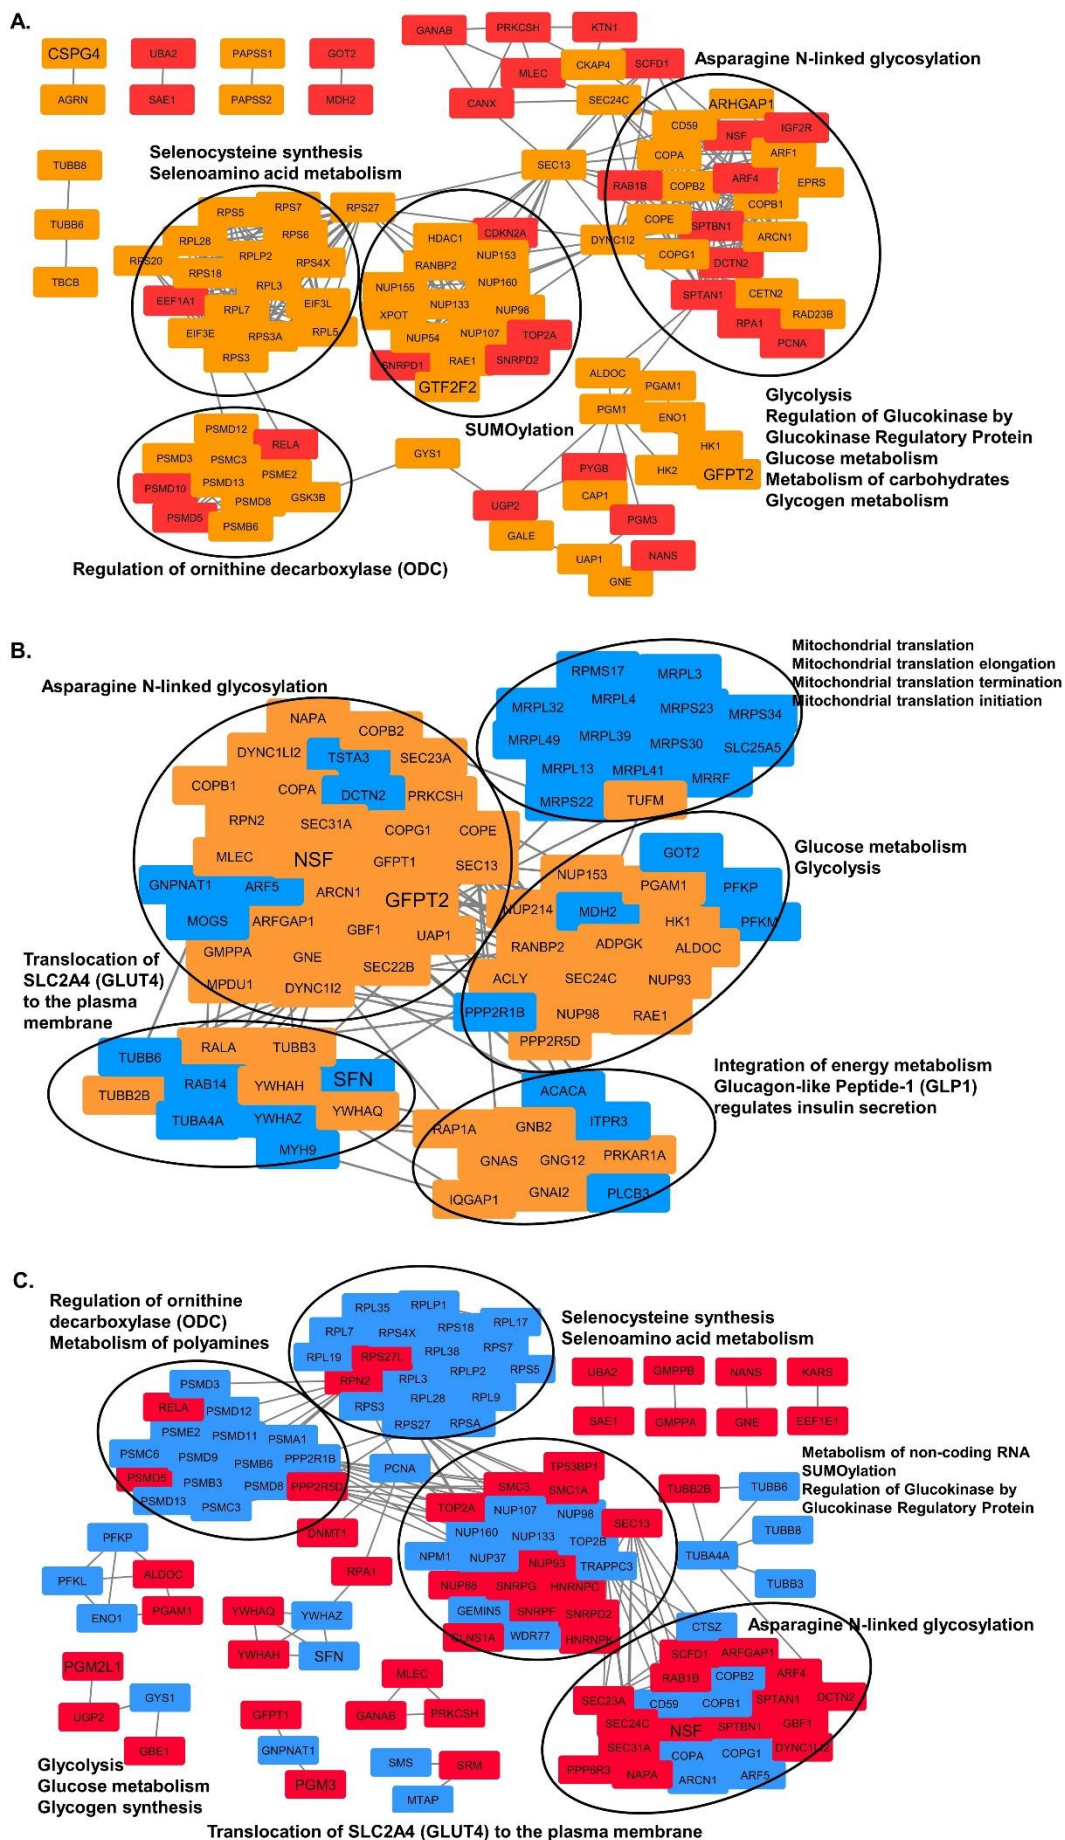 A.
GANAB
PRKCSH
KTN1
CSPG4
UBA2
PAPSS1
GOT2
MLEC
CKAP4
SCFD1
Asparagine N-linked glycosylation
AGRN
SAE1
PAPSS2
MDH2
CANX
SEC24C
ARHGAP1
CD59
NSF
IGF2R
TUBB8
Selenocysteine synthesis
Selenoamino acid metabolism
SEC13
COPA
ARF1
RAB1B
COPB2
ARF4
EPRS
COPB1
TUBB6
RPS5
RPS7
RPS27
COPE
SPTBN1
RPL28
RPLP2
RPS6
HDAC1
CDKN2A
DYNC1I2
ARCN1
RPS20
RPS18
RPS4X
RANBP2
NUP153
COPG1
DCTN2
TBCB
RPL3
NUP155
NUP160
SPTAN1
CETN2
EEF1A1
RPL7
EIF3L
XPOT
NUP133
NUP98
RPA1
RAD23B
EIF3E
RPS3A
RPL5
NUP54
NUP107
TOP2A
PCNA
RPS3
SNRPD1
RAE1
SNRPD2
GTF2F2
ALDOC
PGAM1
Glycolysis
Regulation of Glucokinase by
Glucokinase Regulatory Protein
Glucose metabolism
Metabolism of carbohydrates
Glycogen metabolism
PGM1
ENO1
SUMOylation
PSMD12
RELA
GYS1
HK1
PSMD3
PSMC3
PSME2
PYGB
HK2
GFPT2
PSMD10
PSMD13
GSK3B
CAP1
PSMD5
PSMD8
UGP2
PGM3
PSMB6
GALE
UAP1
NANS
GNE
Regulation of ornithine decarboxylase (ODC)
B.
Mitochondrial translation
Mitochondrial translation elongation
Mitochondrial translation termination
Mitochondrial translation initiation
Asparagine N-linked glycosylation
RPMS17
MRPL3
MRPL32
MRPL4
MRPS23
MRPS34
NAPA
COPB2
MRPL49
MRPL39
MRPS30
SLC25A5
DYNC1LI2
TSTA3
SEC23A
MRPL13
MRPL41
MRRF
COPB1
COPA
DCTN2
PRKCSH
MRPS22
TUFM
RPN2
SEC31A
COPG1
COPE
MLEC
NSF
GFPT1
SEC13
Glucose metabolism
Glycolysis
GOT2
NUP153
PGAM1
PFKP
GNPNAT1
ARF5
ARCN1
GFPT2
NUP214
MDH2
HK1
PFKM
MOGS
ARFGAP1
GBF1
UAP1
RANBP2
ADPGK
ALDOC
GMPPA
GNE
SEC22B
ACLY
SEC24C
NUP93
MPDU1
DYNC1I2
PPP2R1B
NUP98
RAE1
PPP2R5D
Translocation of
SLC2A4 (GLUT4)
to the plasma
membrane
TUBB6
RALA
TUBB3
TUBB2B
RAB14
YWHAH
SFN
TUBA4A
YWHAZ
YWHAQ
MYH9
Integration of energy metabolism
Glucagon-like Peptide-1 (GLP1)
regulates insulin secretion
ACACA
RAP1A
GNB2
ITPR3
GNAS
GNG12
PRKAR1A
IQGAP1
GNAI2
PLCB3
C.
Regulation of ornithine
decarboxylase (ODC)
Metabolism of polyamines
RPL35
RPLP1
Selenocysteine synthesis
Selenoamino acid metabolism
RPL7
RPS4X
RPS18
RPL17
RPL19
RPS27L
RPL38
RPS7
RPN2
RPL3
RPLP2
RPS5
RPS3
RPL28
RPL9
RPS27
RPSA
UBA2
GMPPB
NANS
KARS
SAE1
GMPPA
GNE
EEF1E1
PSMD3
RELA
PSMD12
PSME2
PSMD11
PSMA1
PSMC6
PSMD9
PSMB6
PPP2R1B
PSMD5
PSMB3
PSMD8
PPP2R5D
PSMD13
PSMC3
PCNA
DNMT1
RPA1
Metabolism of non-coding RNA
SUMOylation
Regulation of Glucokinase by
Glucokinase Regulatory Protein
TP53BP1
SMC3
SMC1A
TOP2A
NUP107
NUP98
SEC13
NUP160
NUP133
TOP2B
NPM1
NUP37
NUP93
TRAPPC3
NUP88
SNRPG
HNRNPC
GEMIN5
SNRPF
SNRPD2
CLNS1A
WDR77
HNRNPK
TUBB2B
TUBB6
TUBB8
TUBA4A
TUBB3
PFKP
PFKL
ALDOC
ENO1
PGAM1
YWHAQ
YWHAZ
YWHAH
SFN
CTSZ
Asparagine N-linked glycosylation
SCFD1
ARFGAP1
RAB1B
COPB2
ARF4
SEC23A
CD59
COPB1
SPTAN1
DCTN2
SEC24C
NSF
SPTBN1
GBF1
SEC31A
COPA
COPG1
DYNC1LI2
PPP6R3
NAPA
ARCN1
ARF5
PGM2L1
GYS1
UGP2
GBE1
MLEC
GANAB
PRKCSH
GFPT1
GNPNAT1
PGM3
SMS
SRM
MTAP
Glycolysis
Glucose metabolism
Glycogen synthesis
Translocation of SLC2A4 (GLUT4) to the plasma membrane